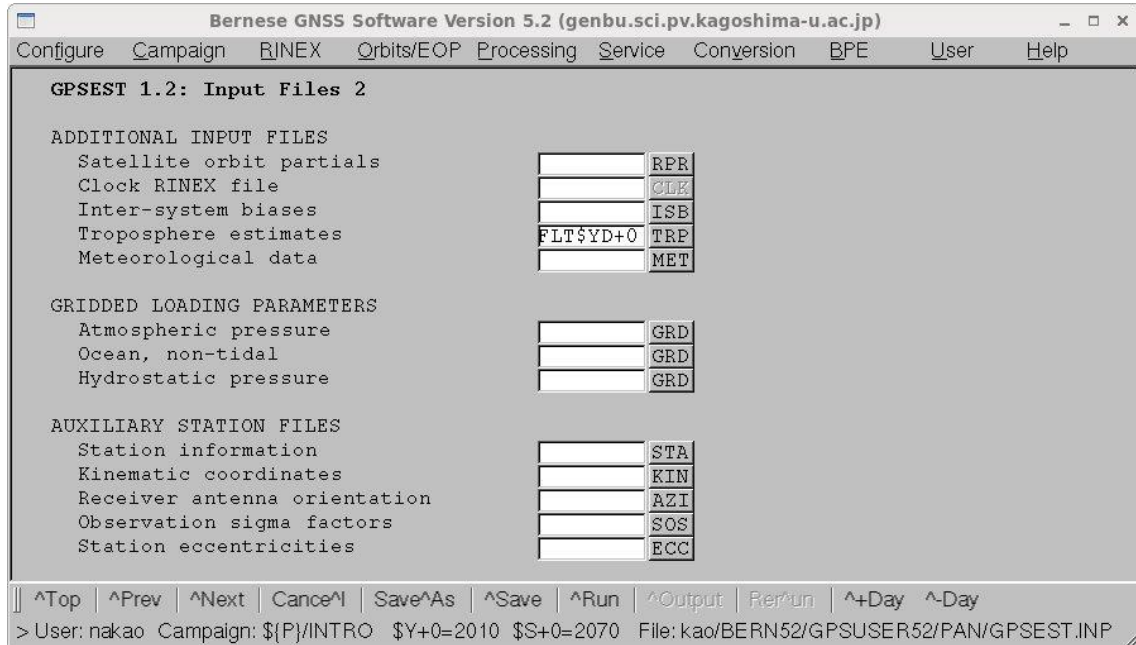 Bernese GNSS Software Version 5.2 (genbu.sci.pv.kagoshima-u.ac.jp)
Configure Campaign RINEX Orbits/EOP Processing Service Conversion BPE User Help
GPSEST 1.2: Input Files 2
ADDITIONAL INPUT FILES
Satellite orbit partials RPR
Clock RINEX file CLK
Inter-system biases ISB
Troposphere estimates FLT$YD+0 TRP
Meteorological data MET
GRIDDED LOADING PARAMETERS
Atmospheric pressure GRD
Ocean, non-tidal GRD
Hydrostatic pressure GRD
AUXILIARY STATION FILES
Station information STA
Kinematic coordinates KIN
Receiver antenna orientation AZI
Observation sigma factors SOS
Station eccentricities ECC
^Top | ^Prev | ^Next | Cance^l | Save^As | ^Save | ^Run | ^Output | Rer^un | ^+Day ^-Day
> User: nakao Campaign: ${P}/INTRO $Y+0=2010 $S+0=2070 File: kao/BERN52/GPSUSER52/PAN/GPSEST.INP